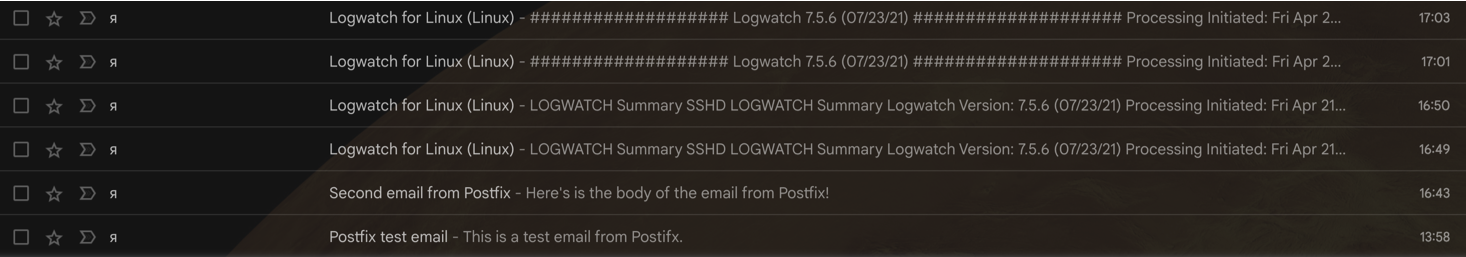 я Logwatch for Linux (Linux) - ################### Logwatch 7.5.6 (07/23/21) #################### Processing Initiated: Fri Apr 2... 17:03
я Logwatch for Linux (Linux) - ################### Logwatch 7.5.6 (07/23/21) #################### Processing Initiated: Fri Apr 2... 17:01
я Logwatch for Linux (Linux) - LOGWATCH Summary SSHD LOGWATCH Summary Logwatch Version: 7.5.6 (07/23/21) Processing Initiated: Fri Apr 21... 16:50
я Logwatch for Linux (Linux) - LOGWATCH Summary SSHD LOGWATCH Summary Logwatch Version: 7.5.6 (07/23/21) Processing Initiated: Fri Apr 21... 16:49
я Second email from Postfix - Here's is the body of the email from Postfix! 16:43
я Postfix test email - This is a test email from Postifx. 13:58